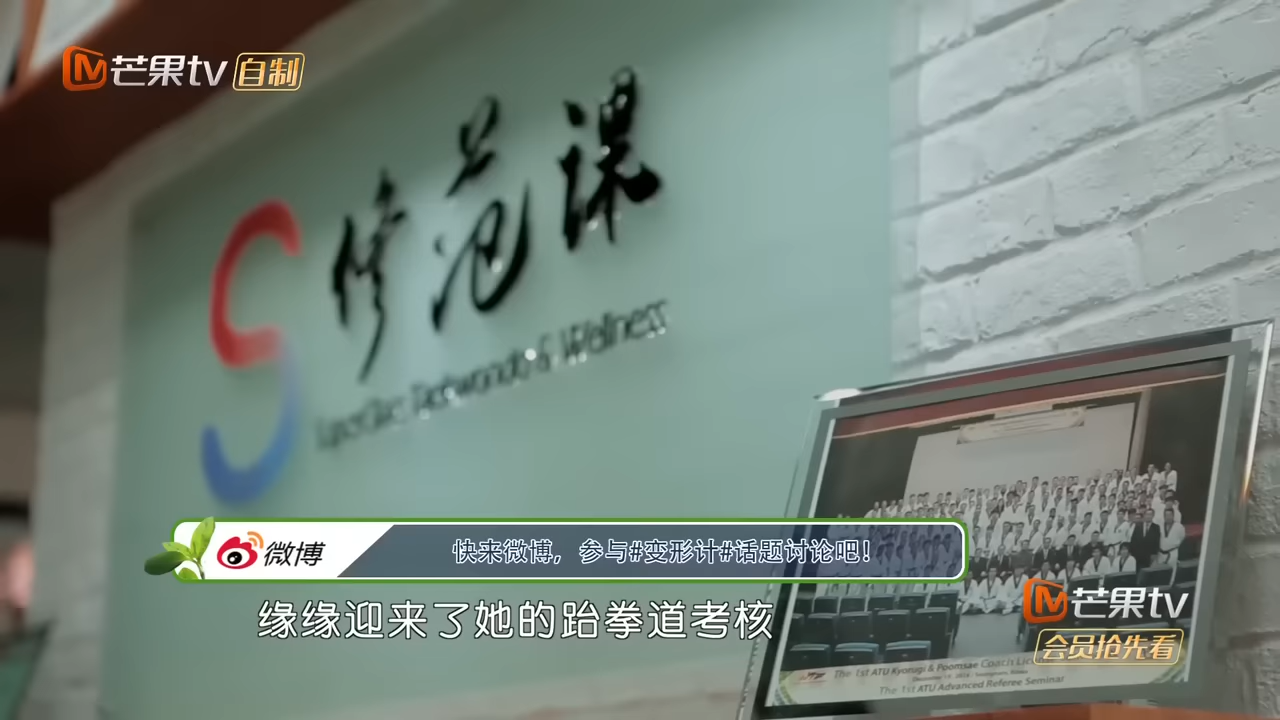 芒果tv 自制
修范课
Taekwondo & Wellness
微博
快来微博，参与#变形计#话题讨论吧！
缘缘迎来了她的跆拳道考核
芒果tv
会员抢先看
The 1st ATU Kyorugi & Poomsae Coach Lic
The 1st ATU Advanced Referee Seminar